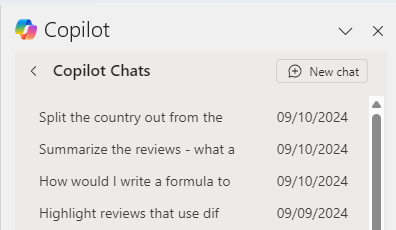 Copilot
Copilot Chats
New chat
Split the country out from the 09/10/2024
Summarize the reviews - what a 09/10/2024
How would I write a formula to 09/10/2024
Highlight reviews that use dif 09/09/2024